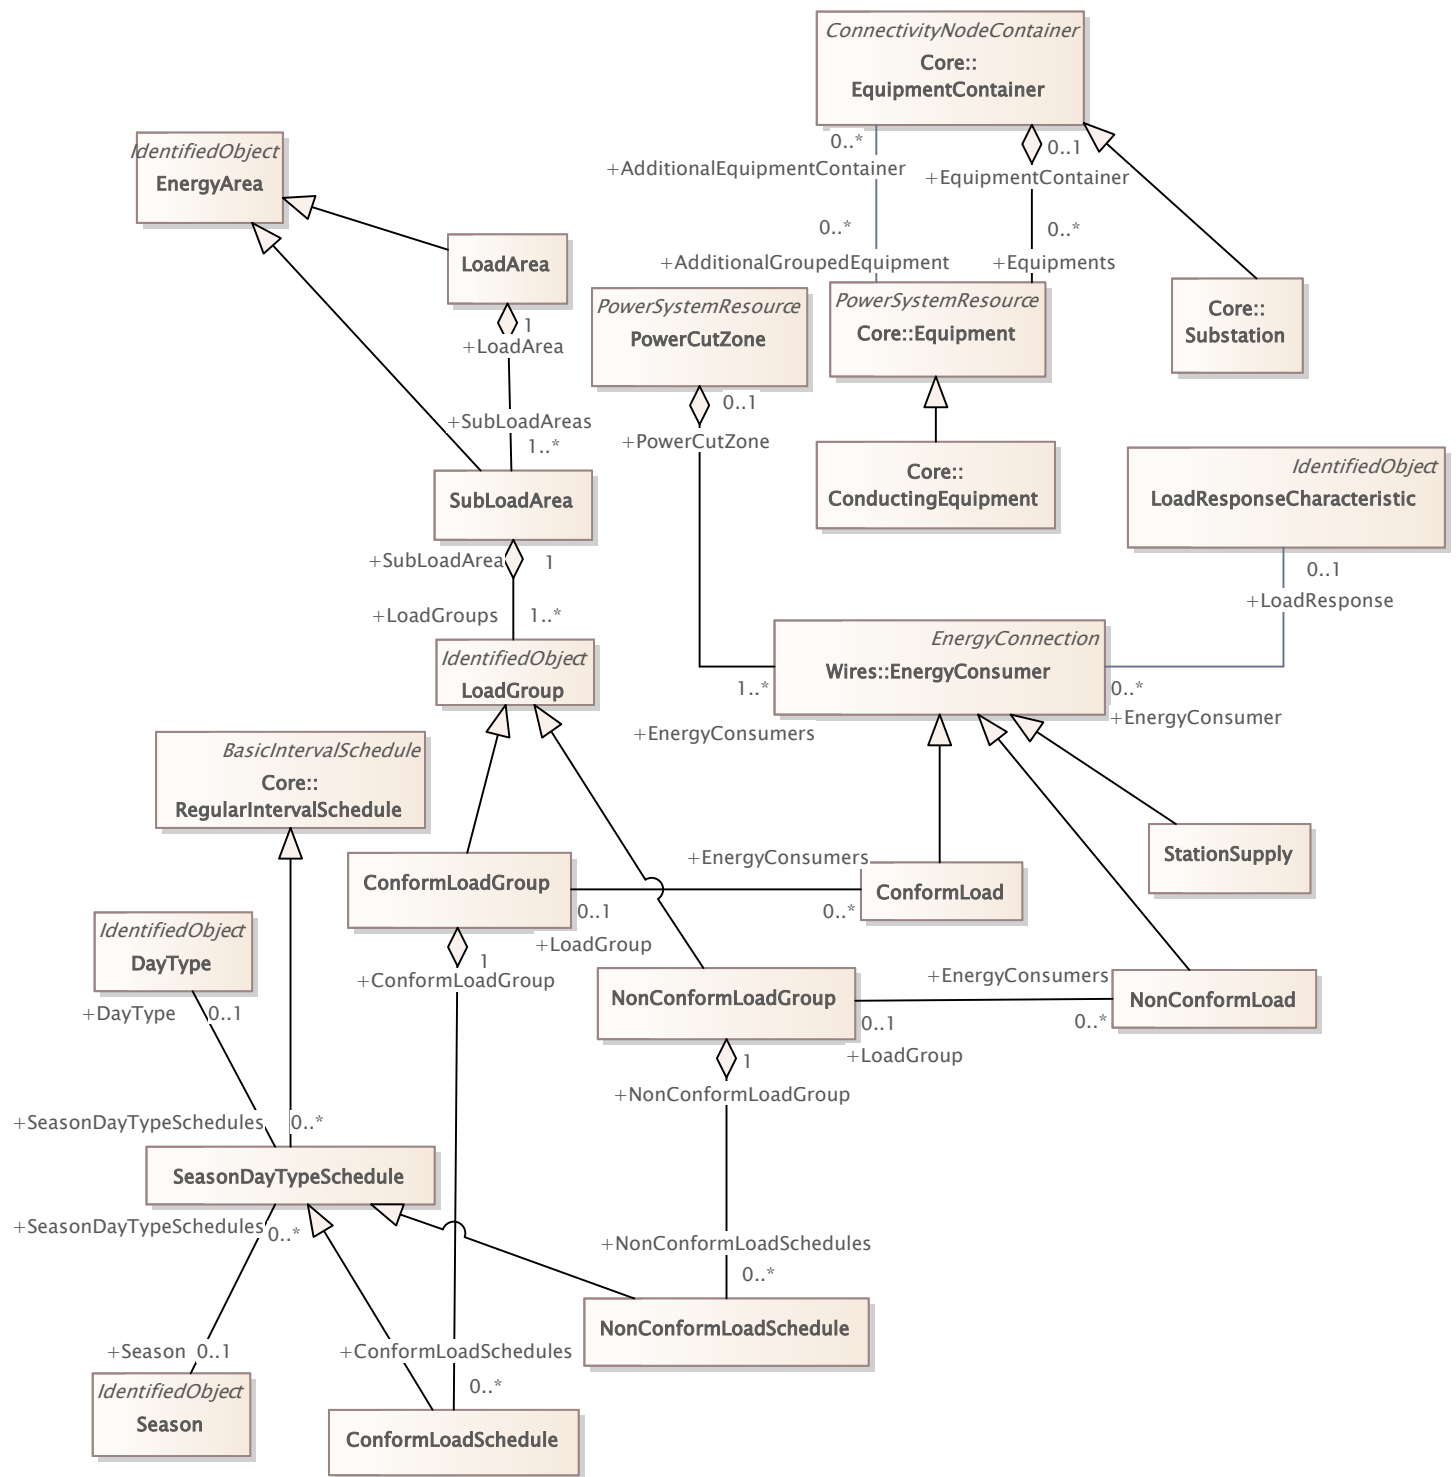 ConnectivityNodeContainer
Core::
EquipmentContainer
0..*
+AdditionalEquipmentContainer
0..1
+EquipmentContainer
IdentifiedObject
EnergyArea
0..*
+AdditionalGroupedEquipment
0..*
+Equipments
LoadArea
1
+LoadArea
PowerSystemResource
PowerCutZone
PowerSystemResource
Core::Equipment
Core::
Substation
0..1
+PowerCutZone
+SubLoadAreas
1..*
Core::
ConductingEquipment
IdentifiedObject
LoadResponseCharacteristic
SubLoadArea
+SubLoadArea
1
0..1
+LoadResponse
+LoadGroups
1..*
IdentifiedObject
LoadGroup
EnergyConnection
Wires::EnergyConsumer
1..*
+EnergyConsumers
0..*
+EnergyConsumer
BasicIntervalSchedule
Core::
RegularIntervalSchedule
StationSupply
ConformLoadGroup
+EnergyConsumers
0..1
+LoadGroup
0..*
ConformLoad
IdentifiedObject
DayType
1
+ConformLoadGroup
NonConformLoadGroup
+EnergyConsumers
0..1
+LoadGroup
0..*
NonConformLoad
+DayType
0..1
1
+NonConformLoadGroup
+SeasonDayTypeSchedules
0..*
SeasonDayTypeSchedule
+SeasonDayTypeSchedules
0..*
+NonConformLoadSchedules
0..*
NonConformLoadSchedule
+Season
0..1
+ConformLoadSchedules
0..*
IdentifiedObject
Season
ConformLoadSchedule